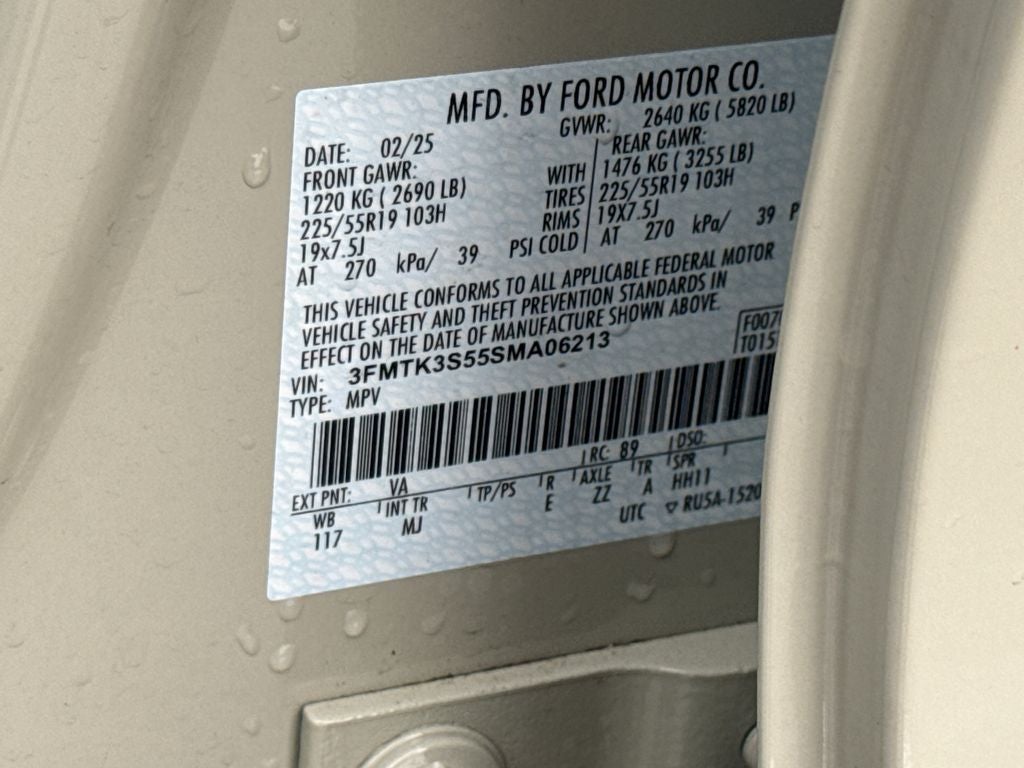 MFD. BY FORD MOTOR CO.
DATE: 02/25 GVWR: 2640 KG ( 5820 LB)
FRONT GAWR: REAR GAWR:
1220 KG ( 2690 LB) WITH 1476 KG ( 3255 LB)
225/55R19 103H TIRES 225/55R19 103H
19x7.5J RIMS 19X7.5J
AT 270 kPa/ 39 PSI COLD AT 270 kPa/ 39 P
THIS VEHICLE CONFORMS TO ALL APPLICABLE FEDERAL MOTOR
VEHICLE SAFETY AND THEFT PREVENTION STANDARDS IN
EFFECT ON THE DATE OF MANUFACTURE SHOWN ABOVE.
VIN: 3FMTK3S55SMA06213
TYPE: MPV
F007
T015
EXT PNT: VA RC: 89 DSO:
WB INT TR TP/PS R AXLE TR SPR
117 MJ E ZZ A HH11
UTC ▽ RU5A-1520